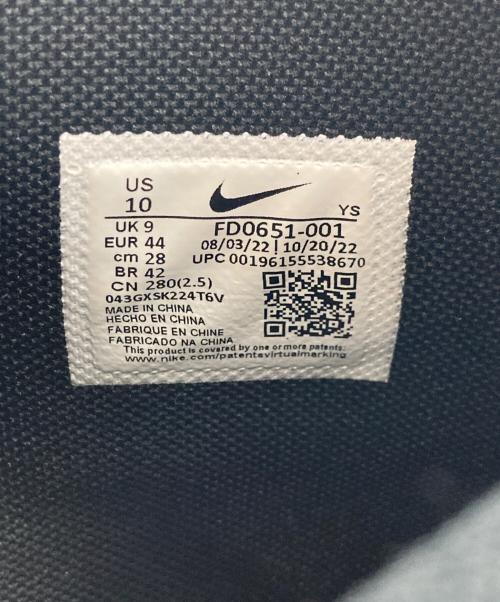 US
10
YS
UK 9
FD0651-001
EUR 44
08/03/22 | 10/20/22
cm 28
UPC 00196155538670
BR 42
CN 280(2.5)
043GXSK224T6V
MADE IN CHINA
HECHO EN CHINA
FABRIQUE EN CHINE
FABRICADO NA CHINA
This product is covered by one or more patents:
www.nike.com/patentsvirtualmarking